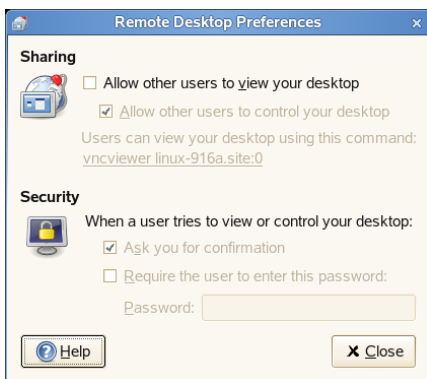 Remote Desktop Preferences
Sharing
Allow other users to view your desktop
Allow other users to control your desktop
Users can view your desktop using this command:
vncviewer linux-916a.site:0
Security
When a user tries to view or control your desktop:
Ask you for confirmation
Require the user to enter this password:
Password:
Help
Close